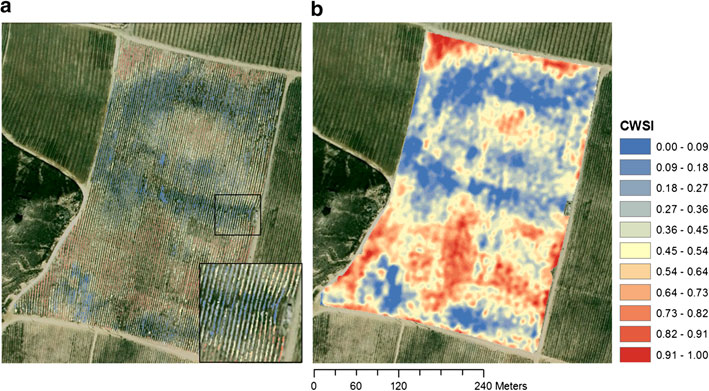 a
b
CWSI
0.00 - 0.09
0.09 - 0.18
0.18 - 0.27
0.27 - 0.36
0.36 - 0.45
0.45 - 0.54
0.54 - 0.64
0.64 - 0.73
0.73 - 0.82
0.82 - 0.91
0.91 - 1.00
0 60 120 240 Meters